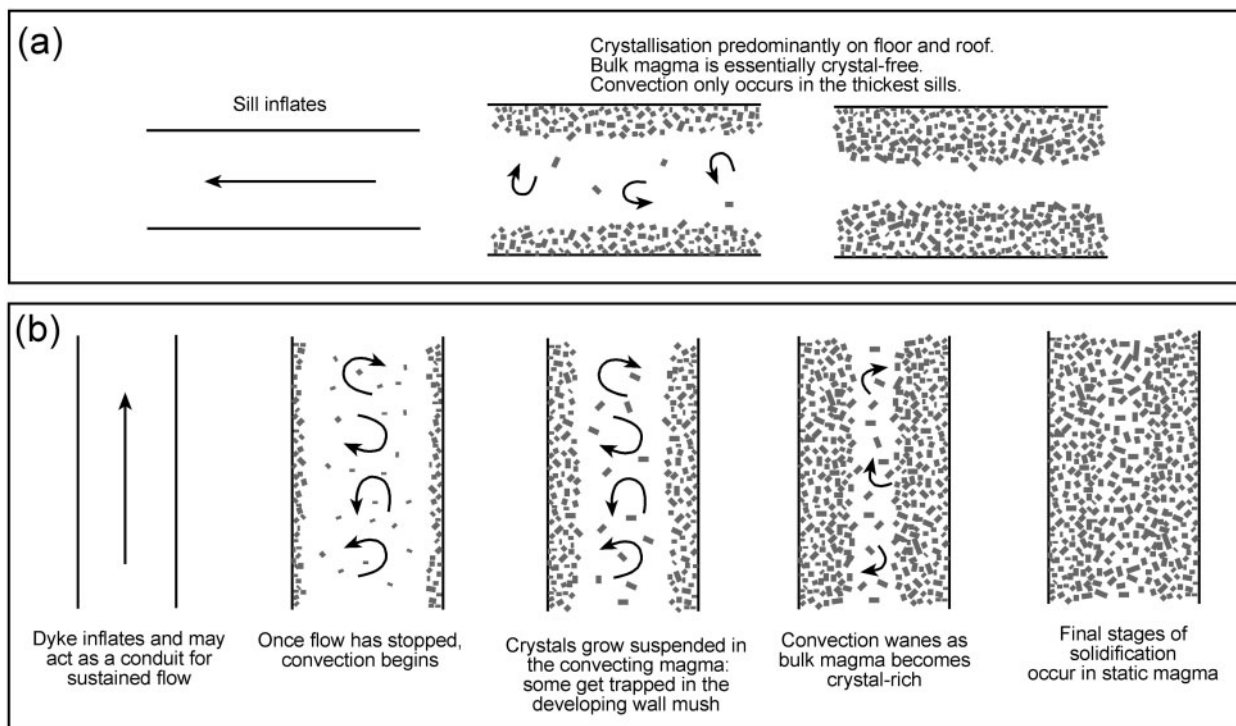 (a)
Crystallisation predominantly on floor and roof.
Bulk magma is essentially crystal-free.
Convection only occurs in the thickest sills.
Sill inflates
(b)
Dyke inflates and may
act as a conduit for
sustained flow
Once flow has stopped,
convection begins
Crystals grow suspended in
the convecting magma:
some get trapped in the
developing wall mush
Convection wanes as
bulk magma becomes
crystal-rich
Final stages of
solidification
occur in static magma